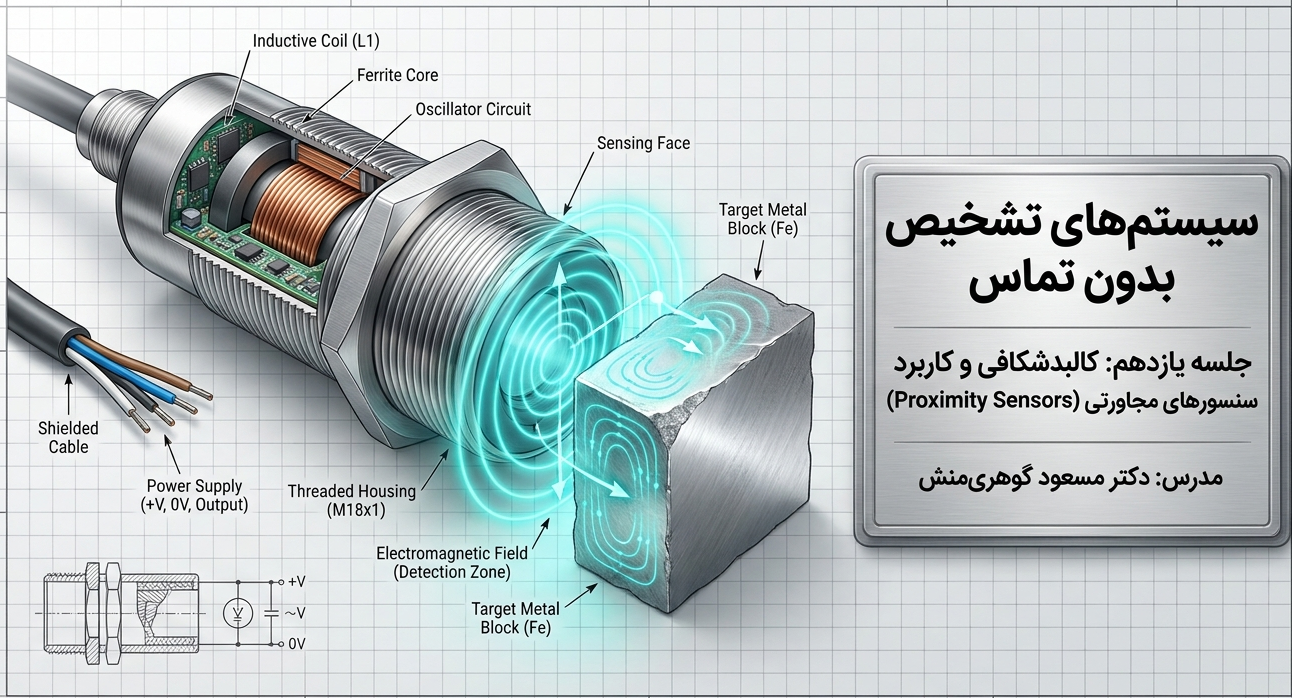 Inductive Coil (L1)
Ferrite Core
Oscillator Circuit
Sensing Face
Target Metal
Block (Fe)
سیستم‌های تشخیص
بدون تماس
جلسه یازدهم: کالبدشکافی و کاربرد
سنسورهای مجاورتی (Proximity Sensors)
مدرس: دکتر مسعود گوهری‌منش
Shielded
Cable
Power Supply
(+V, 0V, Output)
Threaded Housing
(M18x1)
Electromagnetic Field
(Detection Zone)
Target Metal
Block (Fe)
+V
V
~V
0V